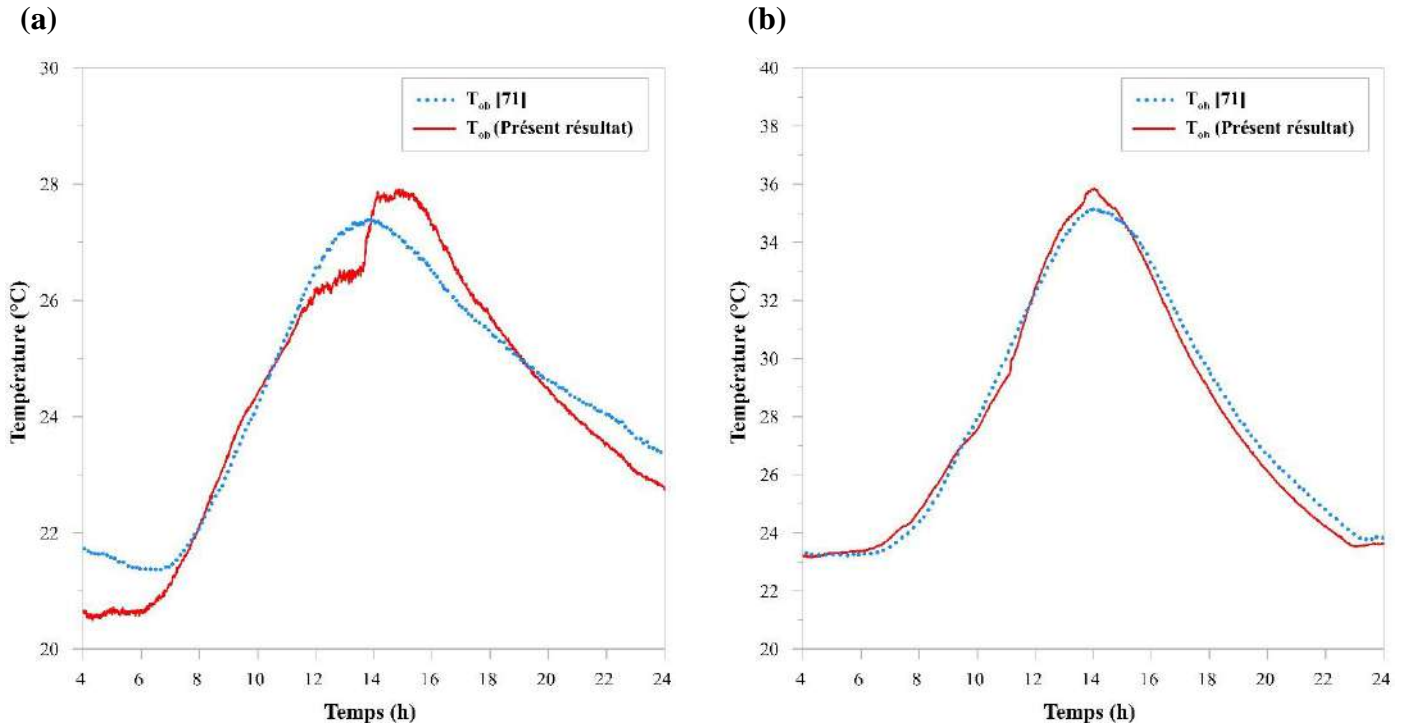 (a)
30
28
26
24
22
20
Température (°C)
T_ob [71]
T_ob (Présent résultat)
4 6 8 10 12 14 16 18 20 22 24
Temps (h)
(b)
40
38
36
34
32
30
28
26
24
22
20
Température (°C)
T_ob [71]
T_ob (Présent résultat)
4 6 8 10 12 14 16 18 20 22 24
Temps (h)